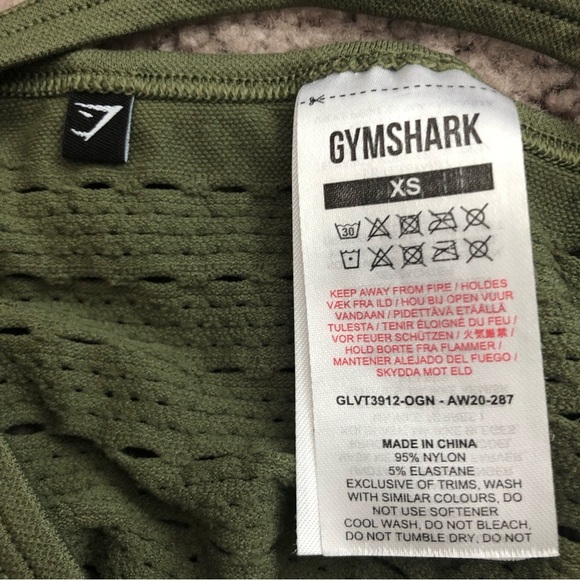 GYMSHARK
XS
30
KEEP AWAY FROM FIRE / HOLDES
VÆK FRA ILD / HOU BIJ OPEN VUUR
VANDAAN / PIDETTÄVÄ ETÄÄLLÄ
TULESTA / TENIR ÉLOIGNÉ DU FEU /
VOR FEUER SCHÜTZEN / 火気厳禁 /
HOLD BORTE FRA FLAMMER /
MANTENER ALEJADO DEL FUEGO /
SKYDDA MOT ELD
GLVT3912-OGN - AW20-287
MADE IN CHINA
95% NYLON
5% ELASTANE
EXCLUSIVE OF TRIMS, WASH
WITH SIMILAR COLOURS, DO
NOT USE SOFTENER
COOL WASH, DO NOT BLEACH,
DO NOT TUMBLE DRY, DO NOT